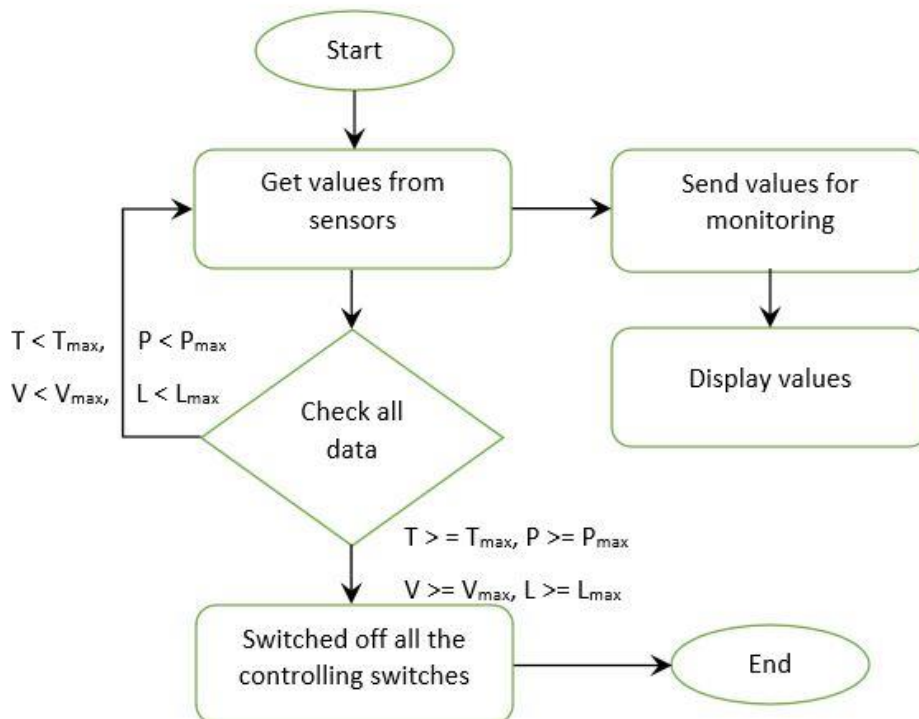 Start
Get values from
sensors
Send values for
monitoring
T < Tmax, P < Pmax
V < Vmax, L < Lmax
Display values
Check all
data
T > = Tmax, P >= Pmax
V >= Vmax, L >= Lmax
Switched off all the
controlling switches
End